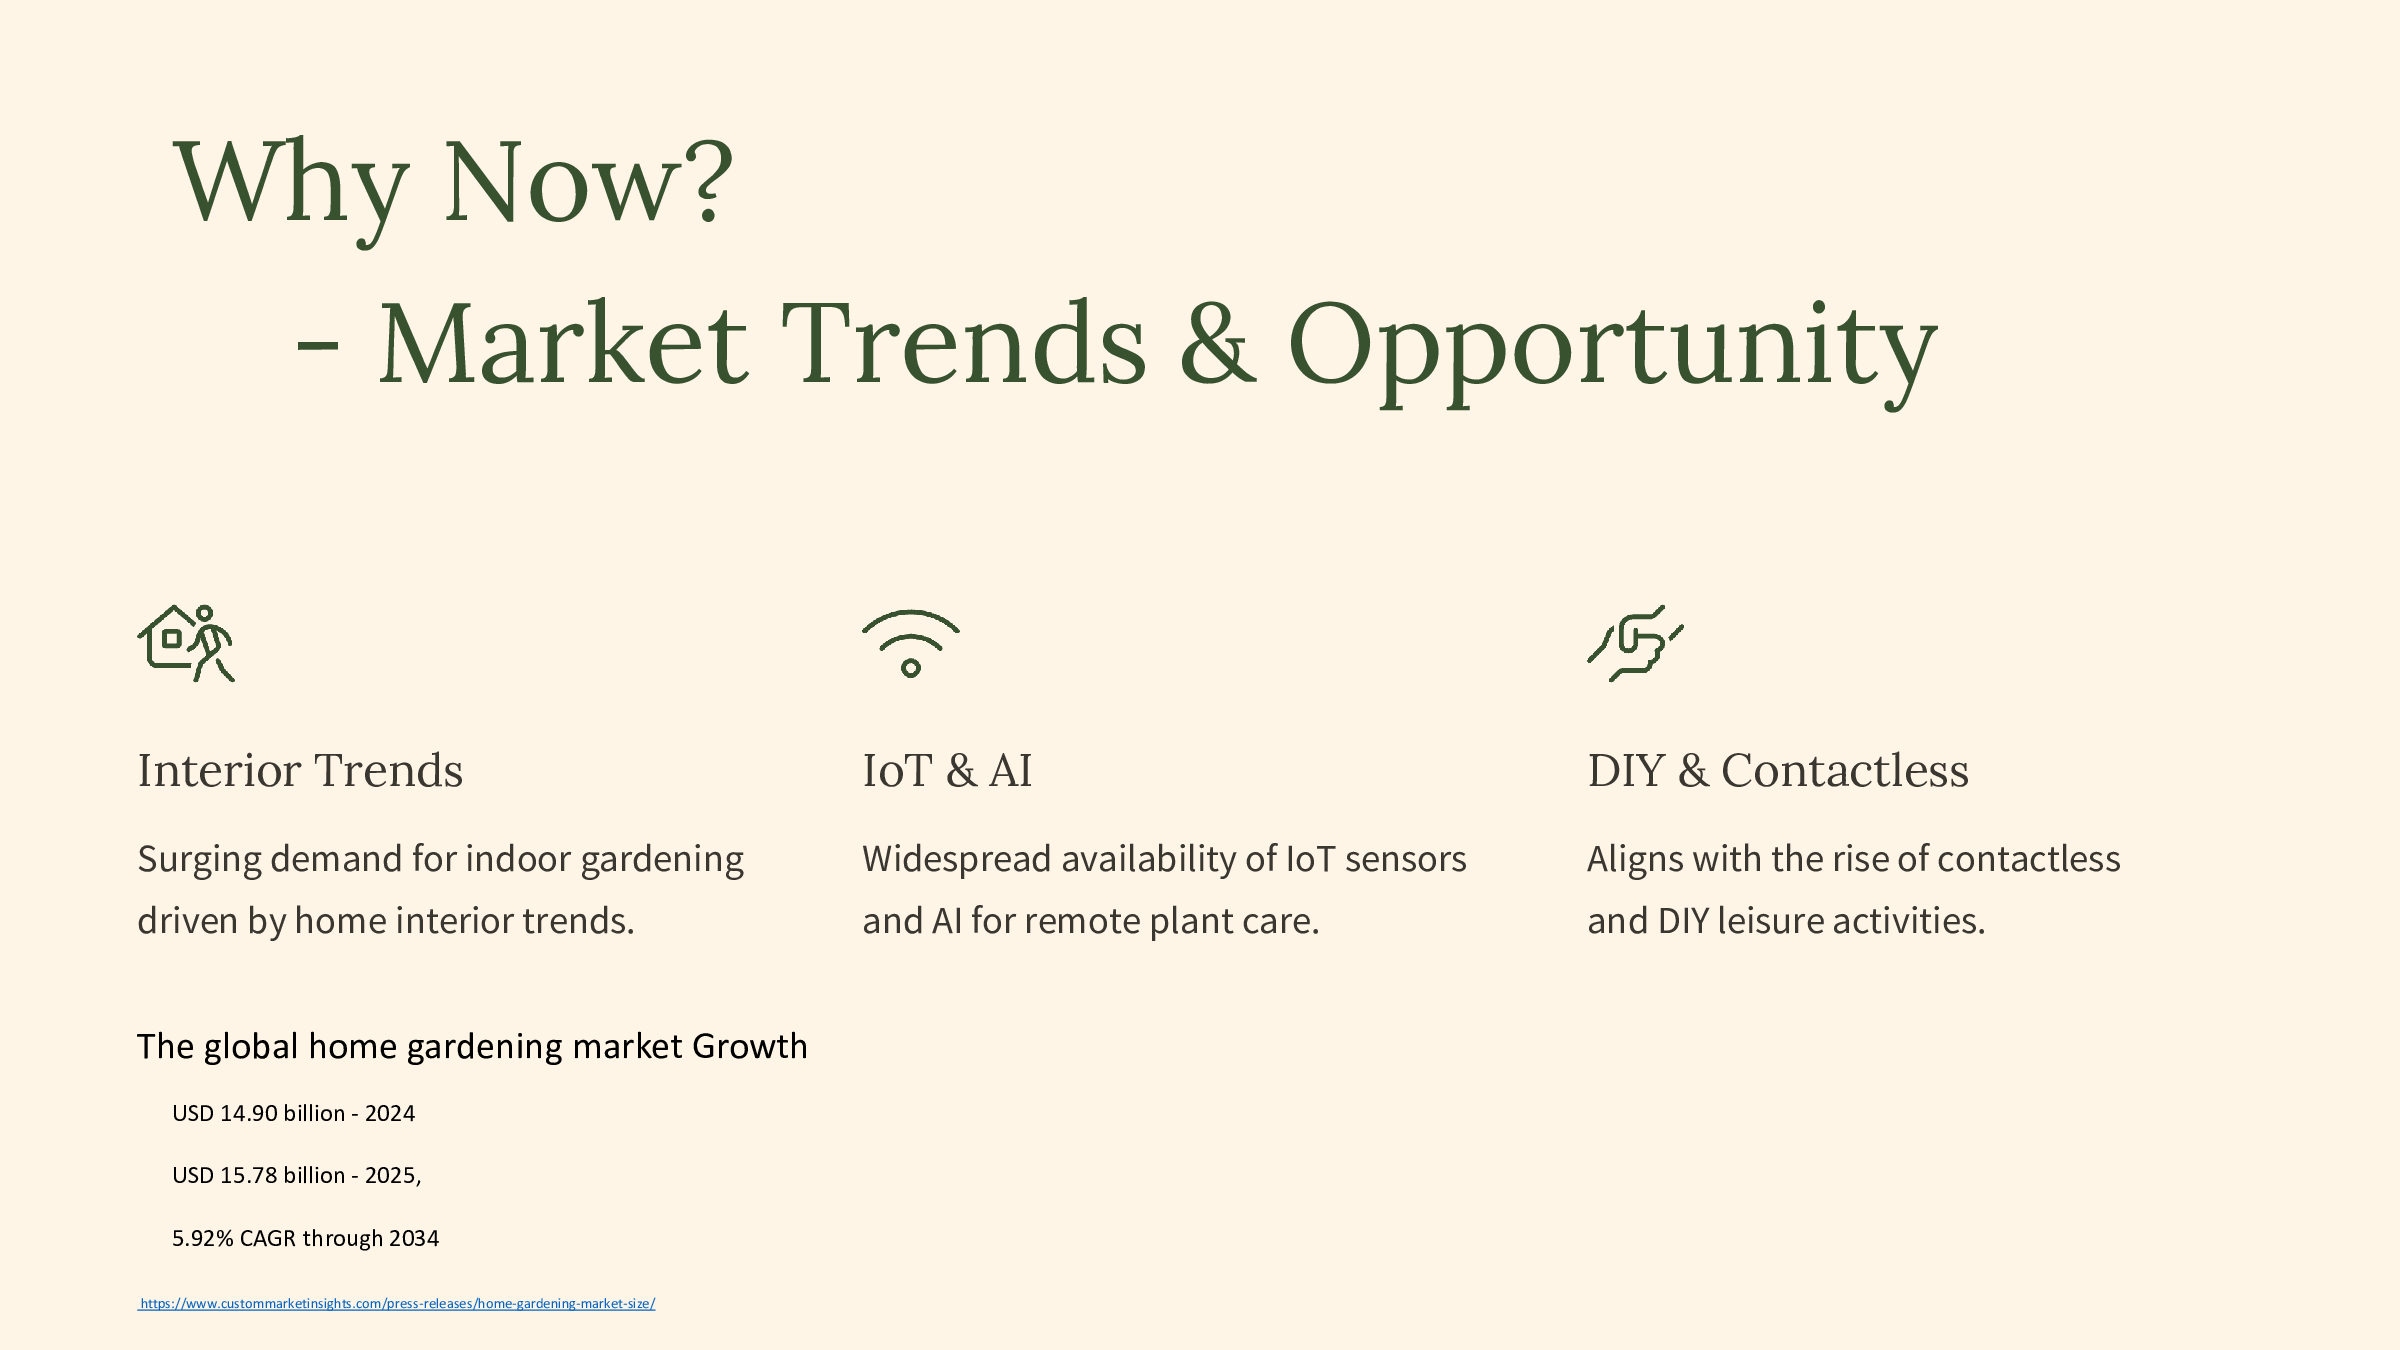 Why Now?
- Market Trends & Opportunity
Interior Trends
Surging demand for indoor gardening
driven by home interior trends.
IoT & AI
Widespread availability of IoT sensors
and AI for remote plant care.
DIY & Contactless
Aligns with the rise of contactless
and DIY leisure activities.
The global home gardening market Growth
USD 14.90 billion - 2024
USD 15.78 billion - 2025,
5.92% CAGR through 2034
https://www.custommarketinsights.com/press-releases/home-gardening-market-size/